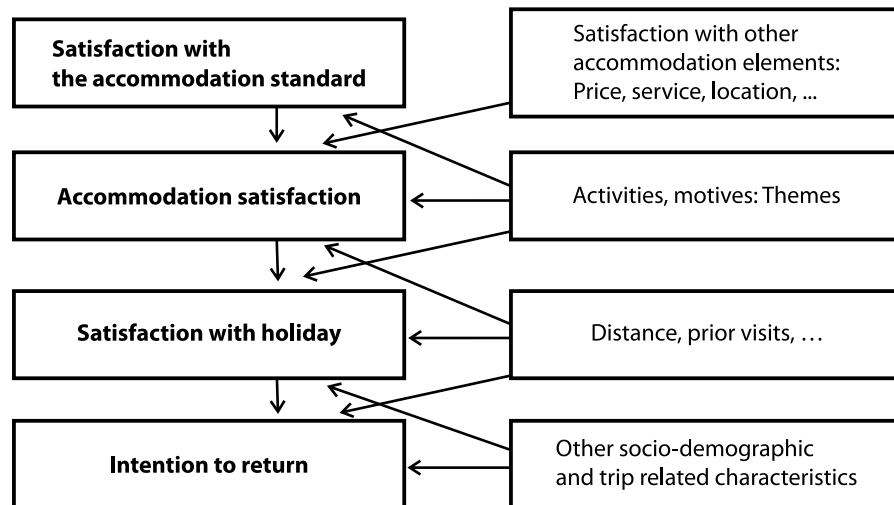 Satisfaction with
the accommodation standard
Satisfaction with other
accommodation elements:
Price, service, location, ...
Accommodation satisfaction
Activities, motives: Themes
Satisfaction with holiday
Distance, prior visits, …
Intention to return
Other socio-demographic
and trip related characteristics